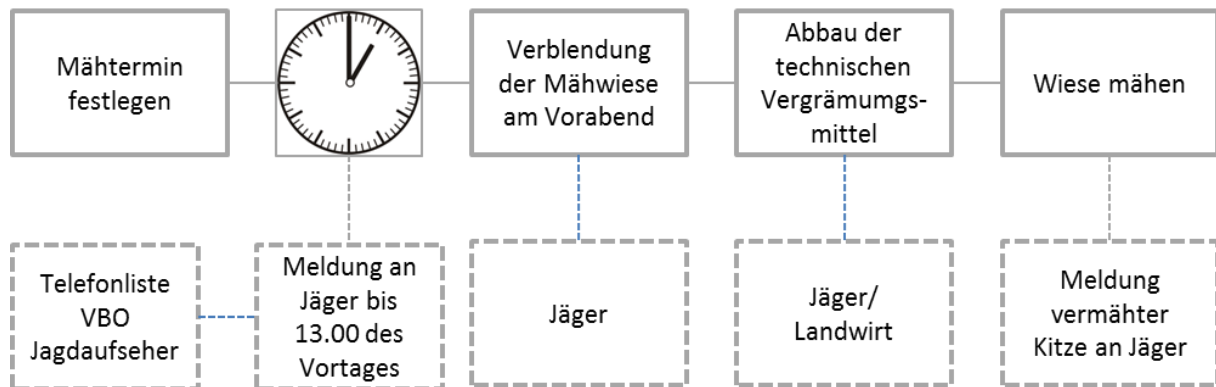 Mähtermin
festlegen
Verblendung
der Mähwiese
am Vorabend
Abbau der
technischen
Vergrämumgs-
mittel
Wiese mähen
Telefonliste
VBO
Jagdaufseher
Meldung an
Jäger bis
13.00 des
Vortages
Jäger
Jäger/
Landwirt
Meldung
vermähter
Kitze an Jäger